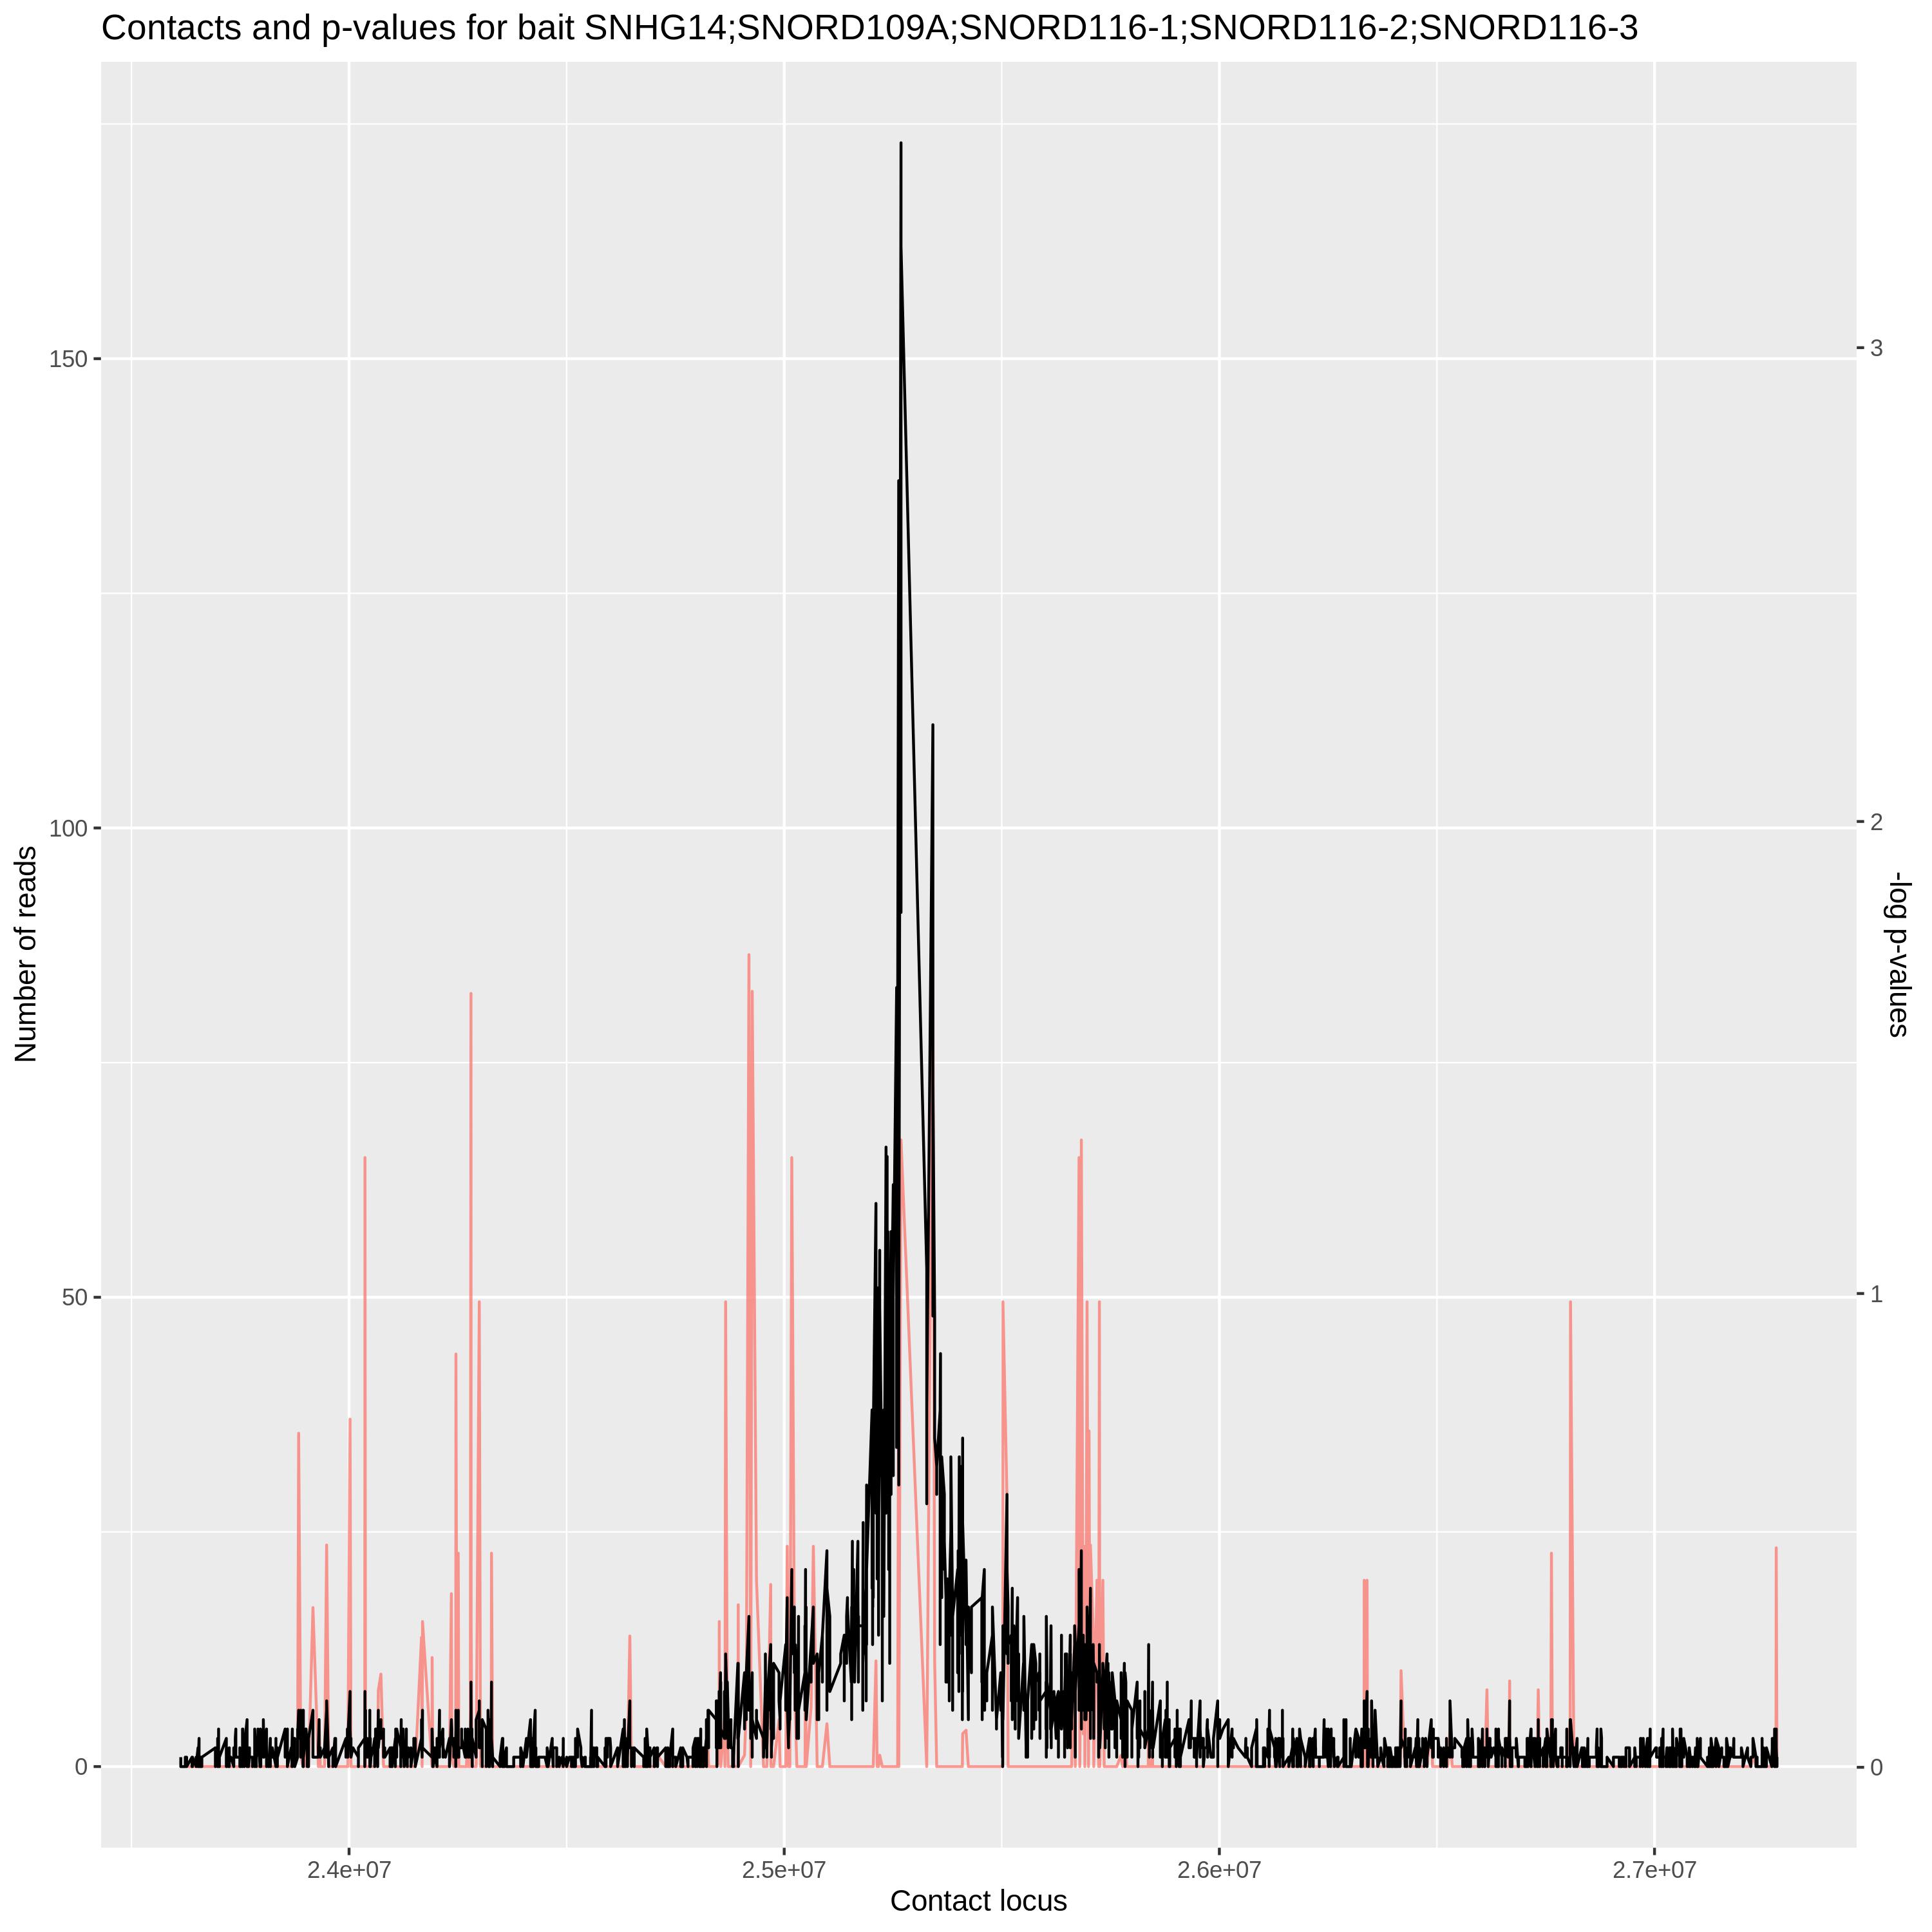 Contacts and p-values for bait SNHG14;SNORD109A;SNORD116-1;SNORD116-2;SNORD116-3
150
100
50
0
Number of reads
3
2
1
0
-log p-values
2.4e+07
2.5e+07
2.6e+07
2.7e+07
Contact locus